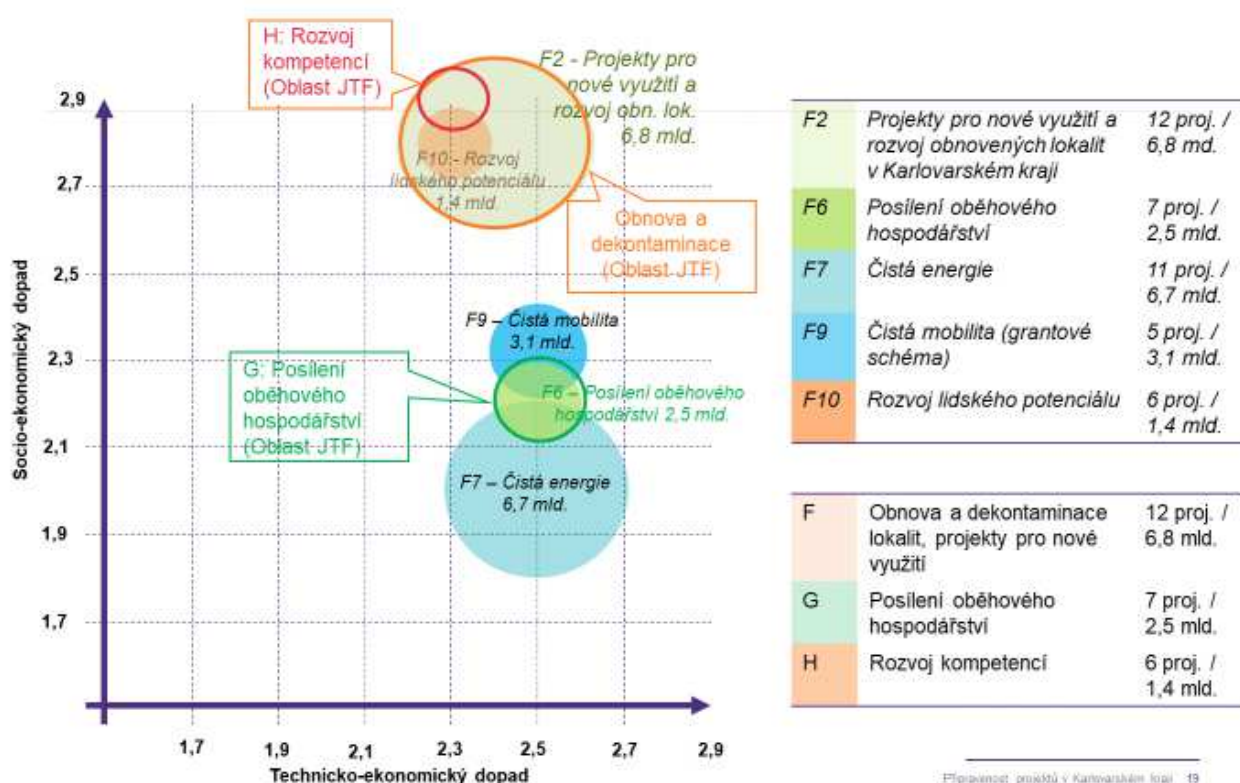 H: Rozvoj
kompetencí
(Oblast JTF)
F2 - Projekty pro
nové využití a
rozvoj obn. lok.
6,8 mld.
F10 - Rozvoj
lidského potenciálu
1,4 mld.
Obnova a
dekontaminace
(Oblast JTF)
F9 – Čistá mobilita
3,1 mld.
G: Posílení
oběhového
hospodářství
(Oblast JTF)
F6 – Posílení oběhového
hospodářství 2,5 mld.
F7 – Čistá energie
6,7 mld.
Socio-ekonomický dopad
2,9
2,7
2,5
2,3
2,1
1,9
1,7
1,7 1,9 2,1 2,3 2,5 2,7 2,9
Technicko-ekonomický dopad
F2 Projekty pro nové využití a 12 proj. /
rozvoj obnovených lokalit 6,8 md.
v Karlovarském kraji
F6 Posílení oběhového 7 proj. /
hospodářství 2,5 mld.
F7 Čistá energie 11 proj. /
6,7 mld.
F9 Čistá mobilita (grantové 5 proj. /
schéma) 3,1 mld.
F10 Rozvoj lidského potenciálu 6 proj. /
1,4 mld.
F Obnova a dekontaminace 12 proj. /
lokalit, projekty pro nové 6,8 mld.
využití
G Posílení oběhového 7 proj. /
hospodářství 2,5 mld.
H Rozvoj kompetencí 6 proj. /
1,4 mld.
Připravenost projektů v Karlovarském kraji 19